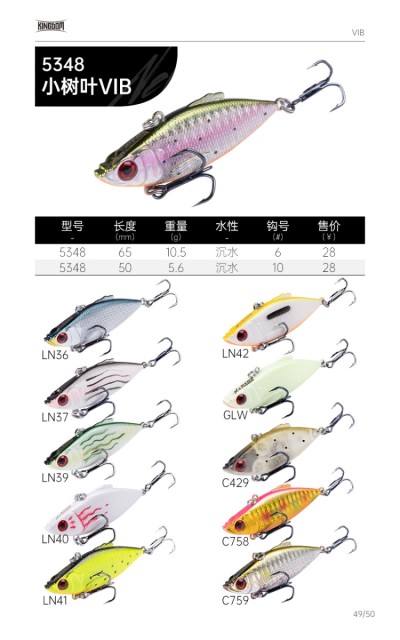 KINGDOM
VIB
5348
小树叶VIB
型号 长度 重量 水性 钩号 售价
- (mm) (g) - (#) (¥)
5348 65 10.5 沉水 6 28
5348 50 5.6 沉水 10 28
LN36
LN42
LN37
GLW
LN39
C429
LN40
C758
LN41
C759
49/50